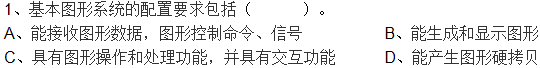 1、基本图形系统的配置要求包括（　　　）。
A、能接收图形数据，图形控制命令、信号　　　B、能生成和显示图形
C、具有图形操作和处理功能，并具有交互功能　　　D、能产生图形硬拷贝